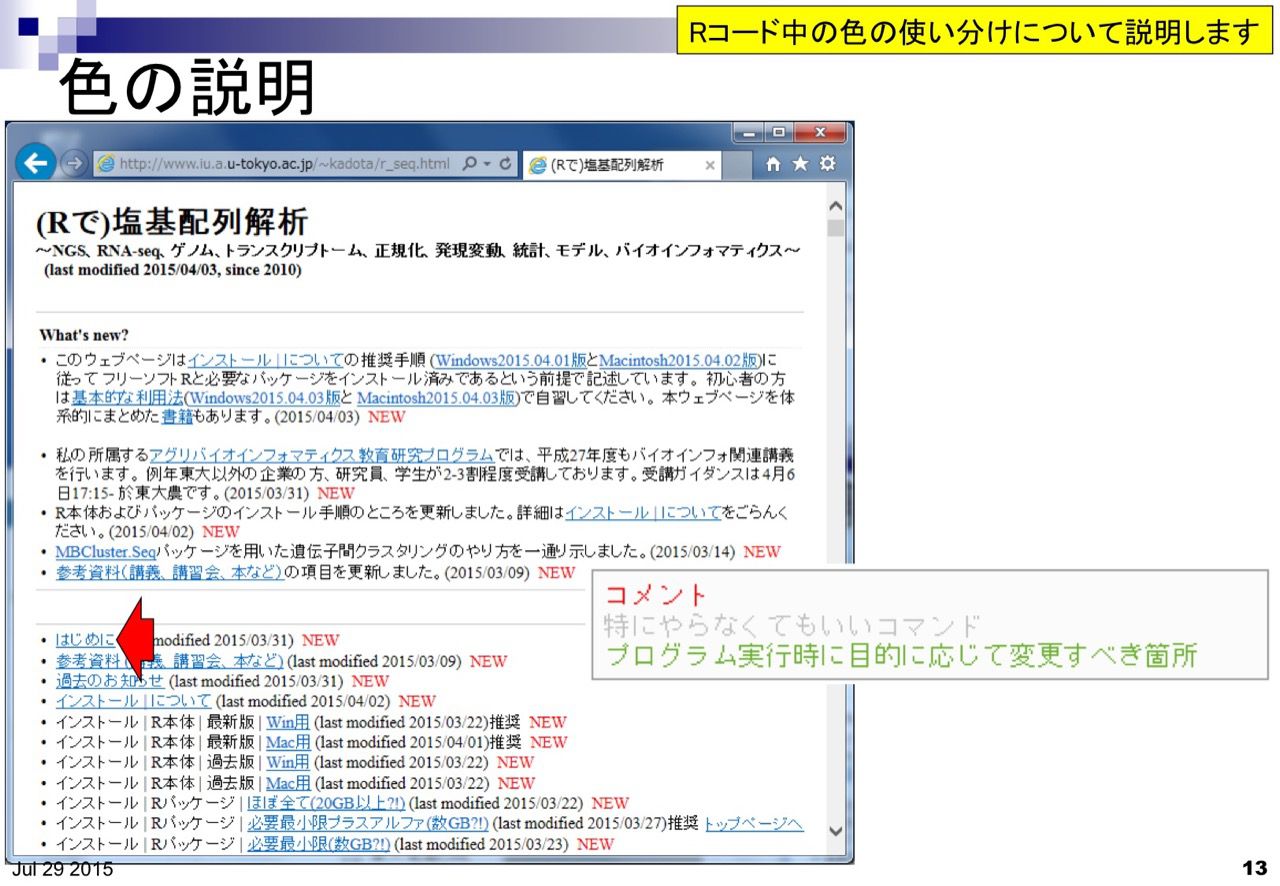 Rコード中の色の使い分けについて説明します
色の説明
http://www.iu.a.u-tokyo.ac.jp/~kadota/r_seq.html
(Rで)塩基配列解析
(Rで)塩基配列解析
～NGS、RNA-seq、ゲノム、トランスクリプトーム、正規化、発現変動、統計、モデル、バイオインフォマティクス～
(last modified 2015/04/03, since 2010)
What's new?
• このウェブページはインストール | についての推奨手順 (Windows2015.04.01版とMacintosh2015.04.02版)に
従ってフリーソフトRと必要なパッケージをインストール済みであるという前提で記述しています。初心者の方
は基本的な利用法(Windows2015.04.03版と Macintosh2015.04.03版)で自習してください。本ウェブページを体
系的にまとめた書籍もあります。(2015/04/03) NEW
• 私の所属するアグリバイオインフォマティクス教育研究プログラムでは、平成27年度もバイオインフォ関連講義
を行います。例年東大以外の企業の方、研究員、学生が2-3割程度受講しております。受講ガイダンスは4月6
日17:15- 於東大農です。(2015/03/31) NEW
• R本体およびパッケージのインストール手順のところを更新しました。詳細はインストール | についてをごらんく
ださい。(2015/04/02) NEW
• MBCluster.Seqパッケージを用いた遺伝子間クラスタリングのやり方を一通り示しました。(2015/03/14) NEW
• 参考資料(講義、講習会、本など)の項目を更新しました。(2015/03/09) NEW
コメント
特にやらなくてもいいコマンド
プログラム実行時に目的に応じて変更すべき箇所
• はじめに modified 2015/03/31) NEW
• 参考資料(講義、講習会、本など) (last modified 2015/03/09) NEW
• 過去のお知らせ (last modified 2015/03/31) NEW
• インストール | について (last modified 2015/04/02) NEW
• インストール | R本体 | 最新版 | Win用 (last modified 2015/03/22)推奨 NEW
• インストール | R本体 | 最新版 | Mac用 (last modified 2015/04/01)推奨 NEW
• インストール | R本体 | 過去版 | Win用 (last modified 2015/03/22) NEW
• インストール | R本体 | 過去版 | Mac用 (last modified 2015/03/22) NEW
• インストール | Rパッケージ | ほぼ全て(20GB以上?!) (last modified 2015/03/22) NEW
• インストール | Rパッケージ | 必要最小限プラスアルファ(数GB?!) (last modified 2015/03/27)推奨 トップページへ
• インストール | Rパッケージ | 必要最小限(数GB?!) (last modified 2015/03/23) NEW
Jul 29 2015
13